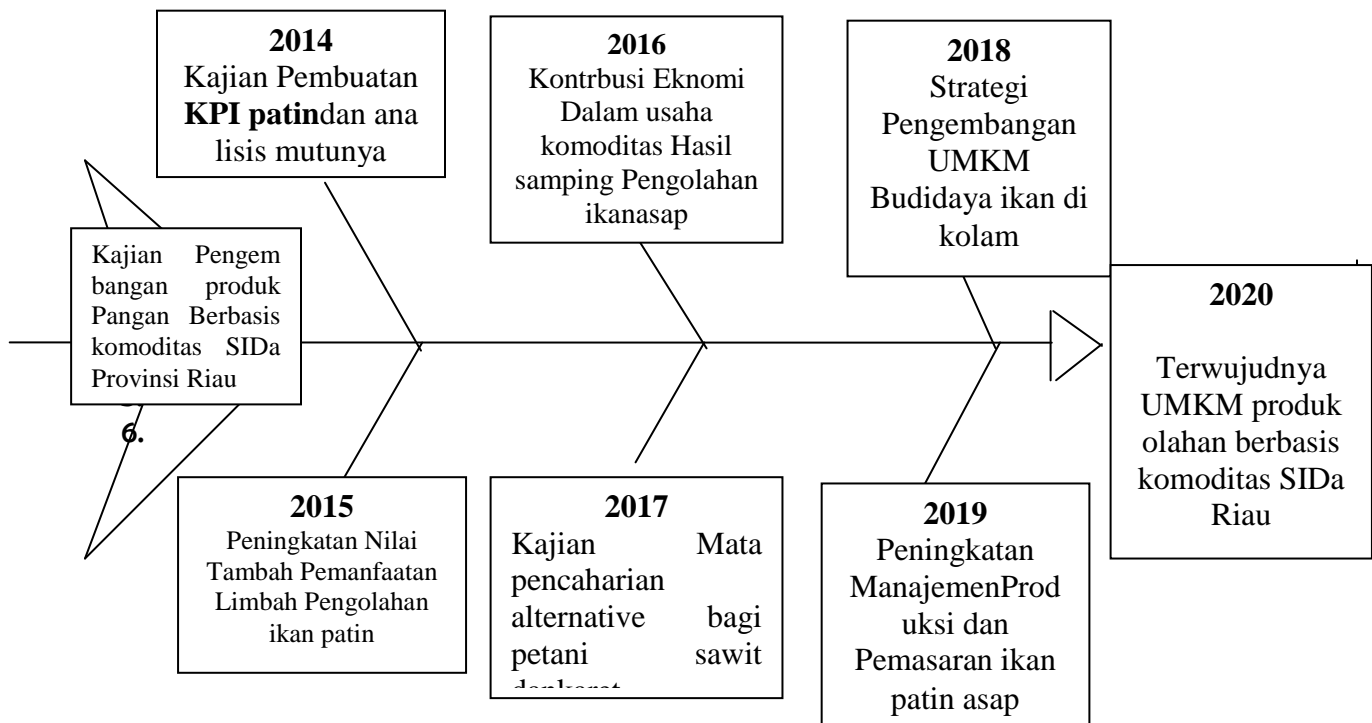 2014
Kajian Pembuatan
KPI patindan ana
lisis mutunya
2016
Kontrbusi Eknomi
Dalam usaha
komoditas Hasil
samping Pengolahan
ikanasap
2018
Strategi
Pengembangan
UMKM
Budidaya ikan di
kolam
Kajian Pengem
bangan produk
Pangan Berbasis
komoditas SIDa
Provinsi Riau
6.
2020
Terwujudnya
UMKM produk
olahan berbasis
komoditas SIDa
Riau
2015
Peningkatan Nilai
Tambah Pemanfaatan
Limbah Pengolahan
ikan patin
2017
Kajian Mata
pencaharian
alternative bagi
petani sawit
2019
Peningkatan
ManajemenProd
uksi dan
Pemasaran ikan
patin asap